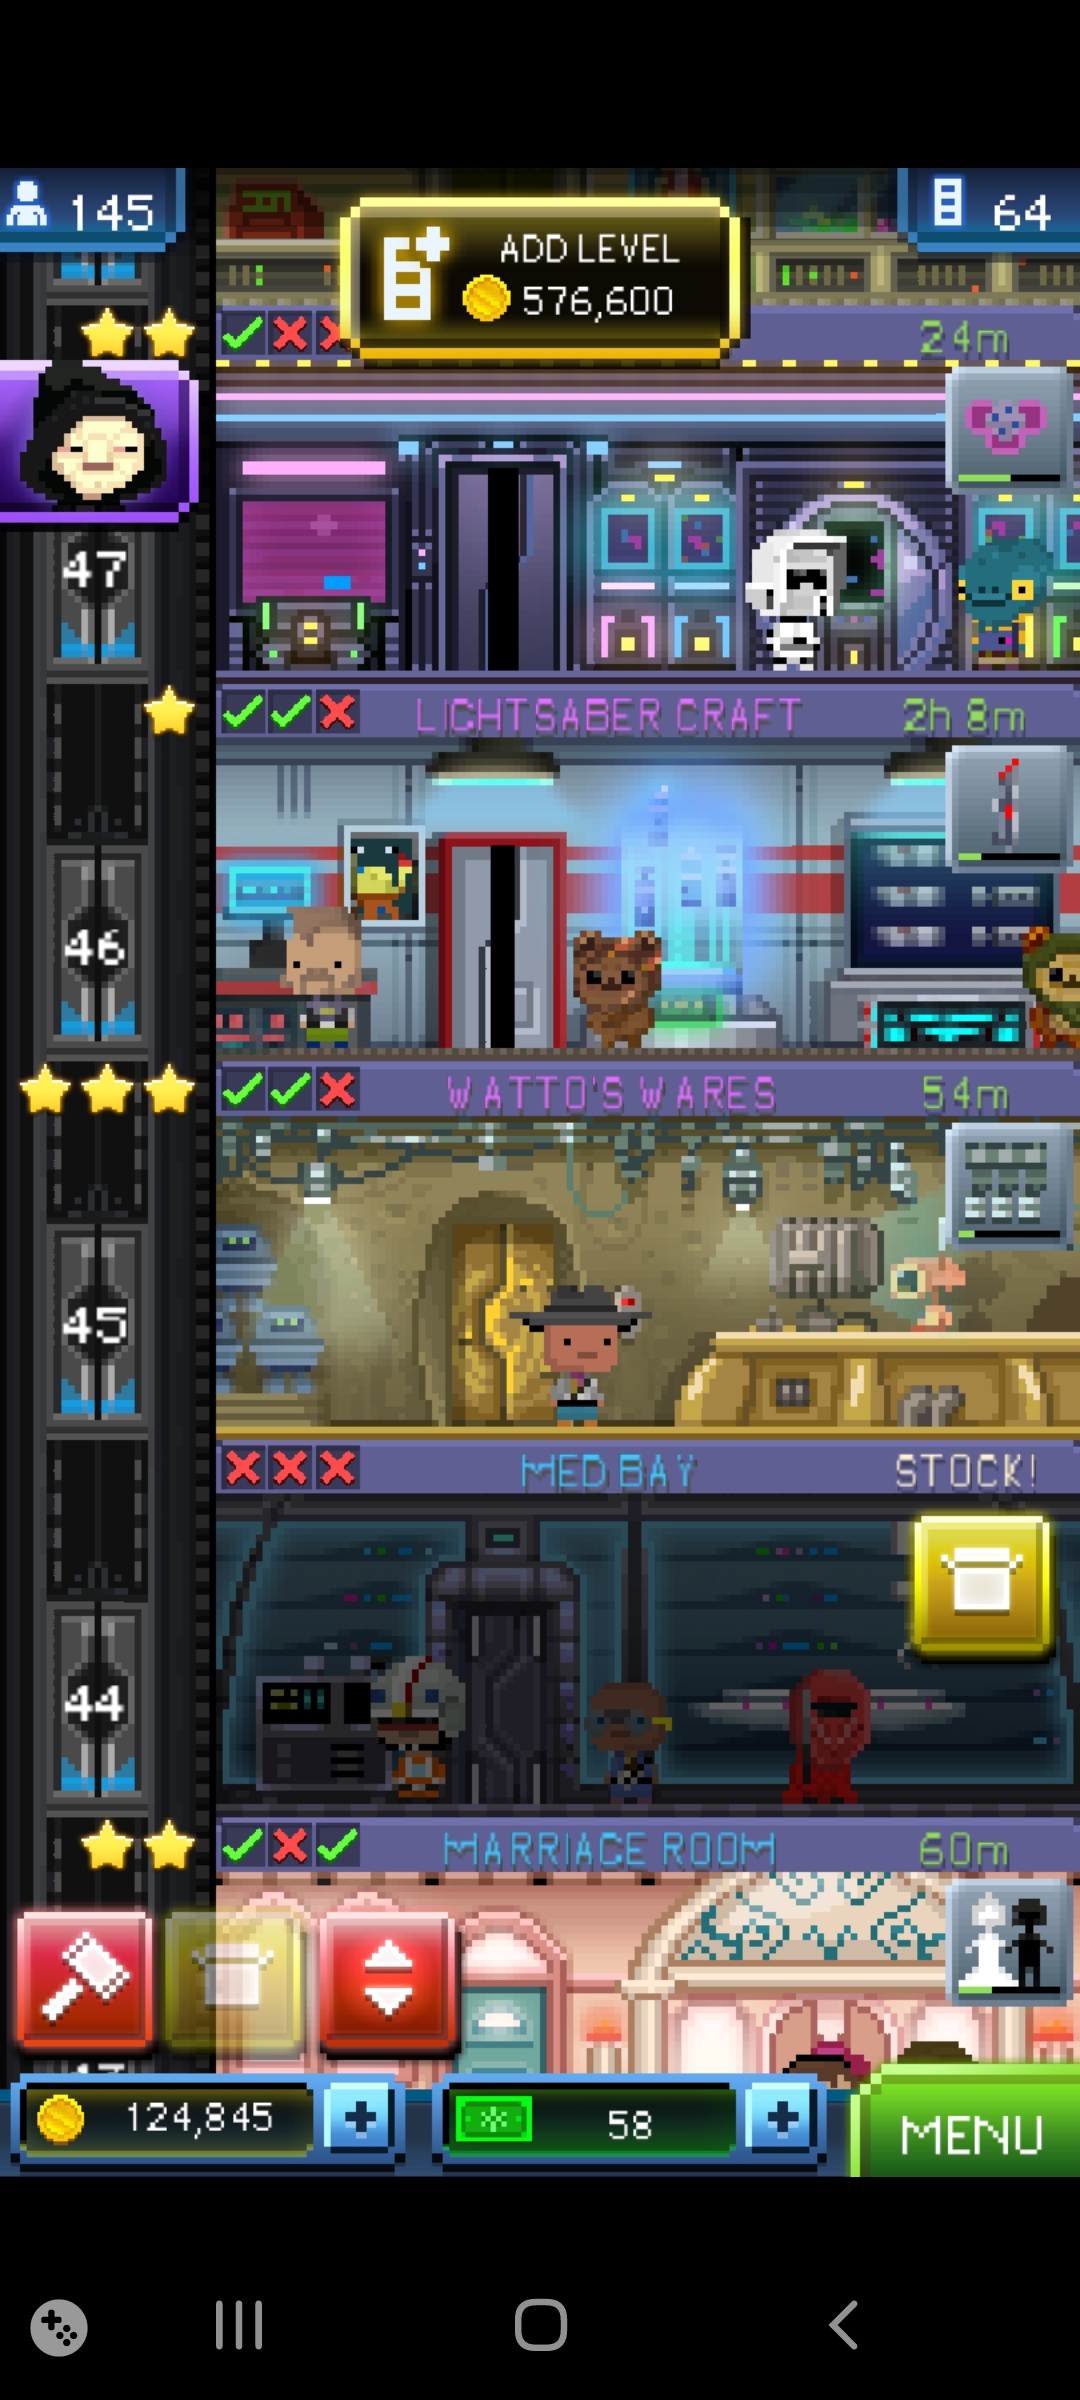 145
ADD LEVEL
576,600
64
24m
47
LIGHTSABER CRAFT
2h 8m
46
WATTO'S WARES
54m
45
MED BAY
STOCK!
44
MARRIAGE ROOM
60m
124,845
58
MENU